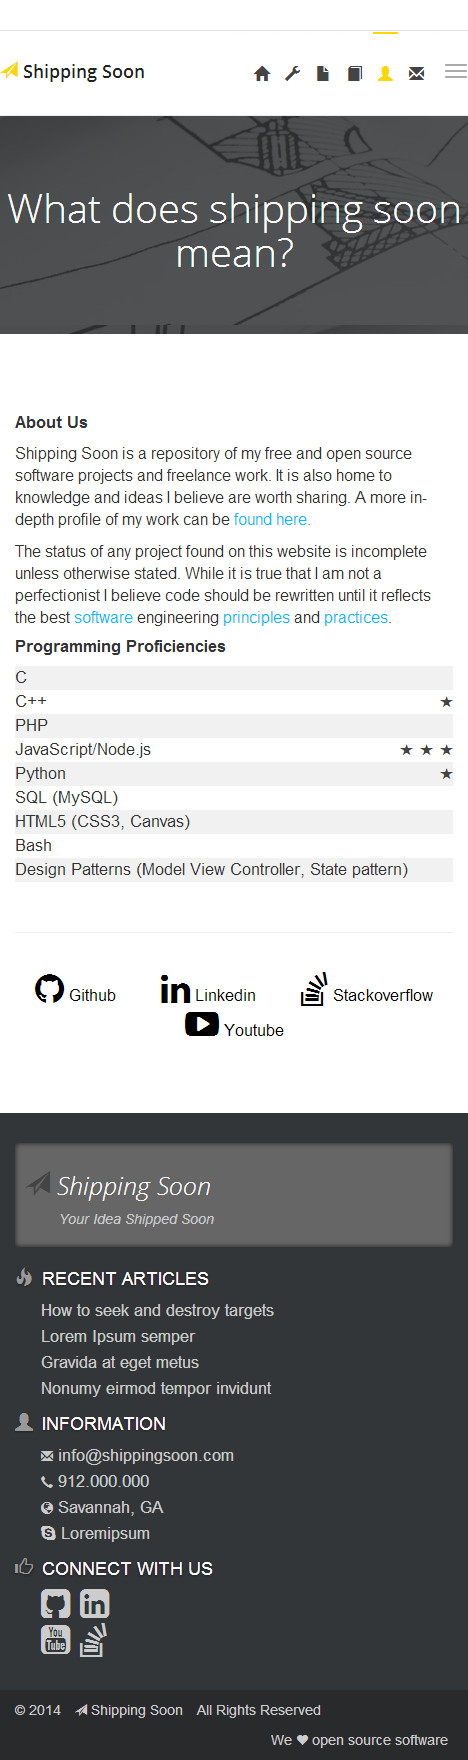 Shipping Soon
What does shipping soon
mean?
About Us
Shipping Soon is a repository of my free and open source
software projects and freelance work. It is also home to
knowledge and ideas I believe are worth sharing. A more in-
depth profile of my work can be found here.
The status of any project found on this website is incomplete
unless otherwise stated. While it is true that I am not a
perfectionist I believe code should be rewritten until it reflects
the best software engineering principles and practices.
Programming Proficiencies
C
C++ ★
PHP
JavaScript/Node.js ★ ★ ★
Python ★
SQL (MySQL)
HTML5 (CSS3, Canvas)
Bash
Design Patterns (Model View Controller, State pattern)
Github Linkedin Stackoverflow
Youtube
Shipping Soon
Your Idea Shipped Soon
RECENT ARTICLES
How to seek and destroy targets
Lorem Ipsum semper
Gravida at eget metus
Nonumy eirmod tempor invidunt
INFORMATION
info@shippingsoon.com
912.000.000
Savannah, GA
Loremipsum
CONNECT WITH US
in
You Tube
© 2014 Shipping Soon All Rights Reserved
We ❤ open source software